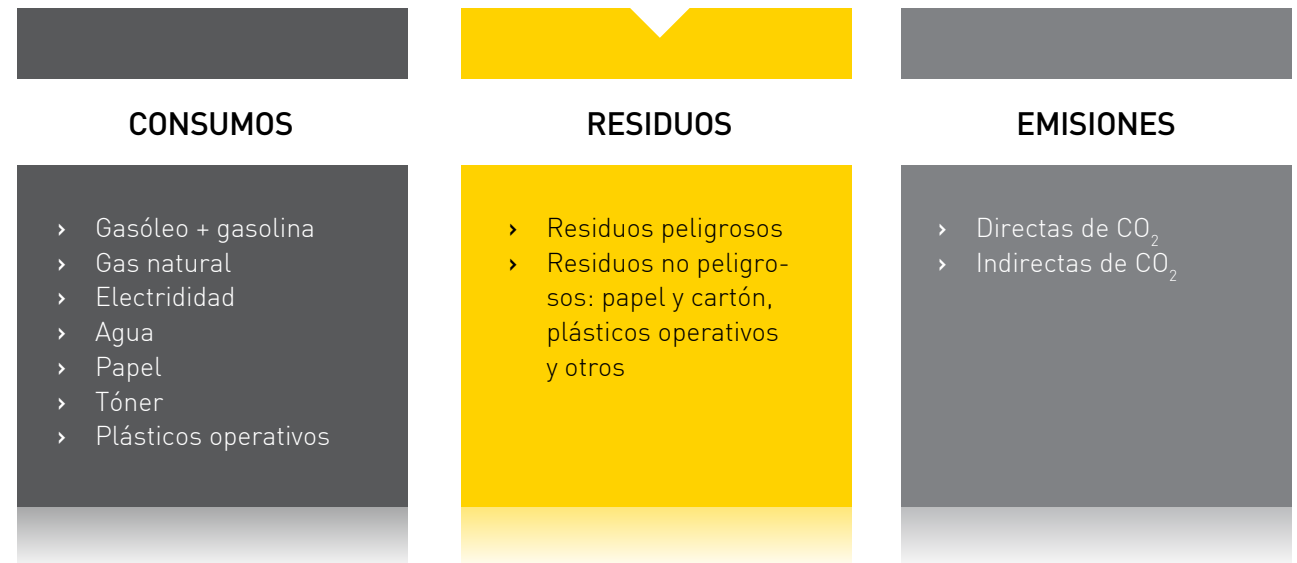 CONSUMOS
› Gasóleo + gasolina
› Gas natural
› Electrididad
› Agua
› Papel
› Tóner
› Plásticos operativos
RESIDUOS
› Residuos peligrosos
› Residuos no peligro-
sos: papel y cartón,
plásticos operativos
y otros
EMISIONES
› Directas de CO₂
› Indirectas de CO₂